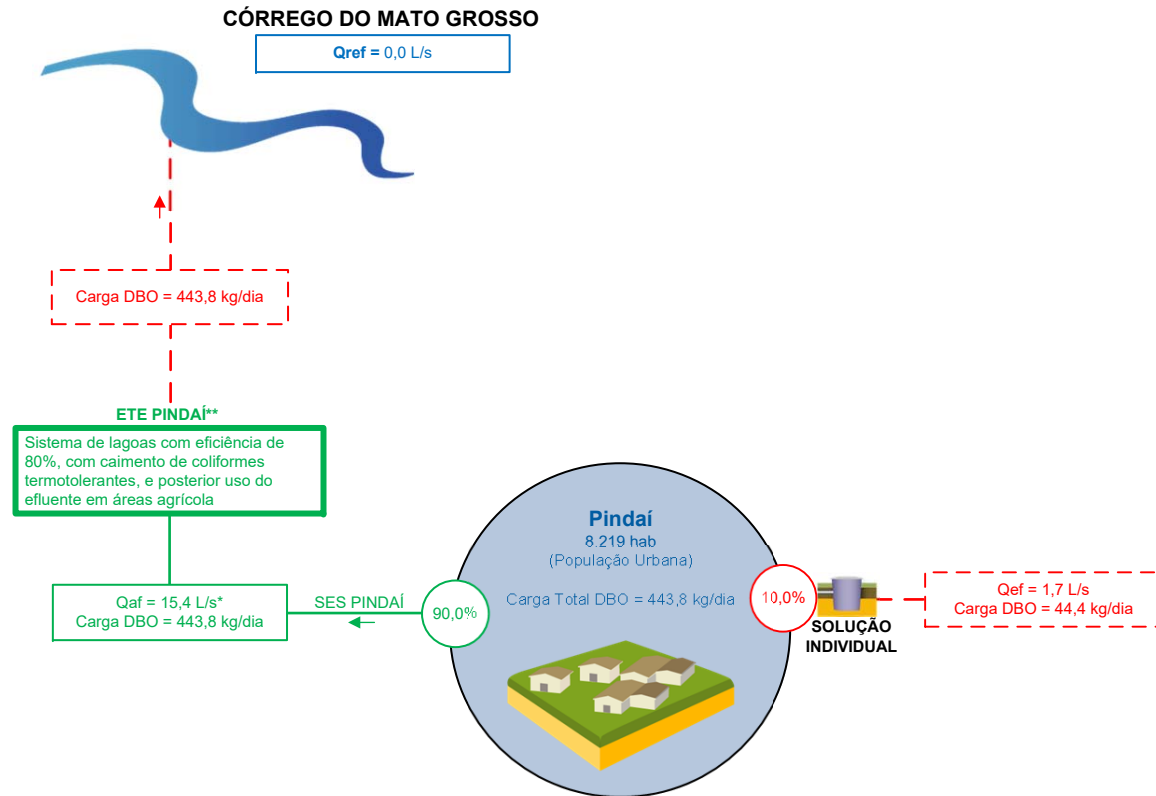 CÓRREGO DO MATO GROSSO
Qref = 0,0 L/s
Carga DBO = 443,8 kg/dia
ETE PINDAÍ**
Sistema de lagoas com eficiência de
80%, com caimento de coliformes
termotolerantes, e posterior uso do
efluente em áreas agrícola
Qaf = 15,4 L/s*
Carga DBO = 443,8 kg/dia
SES PINDAÍ
90,0%
Pindaí
8.219 hab
(População Urbana)
Carga Total DBO = 443,8 kg/dia
10,0%
SOLUÇÃO
INDIVIDUAL
Qef = 1,7 L/s
Carga DBO = 44,4 kg/dia